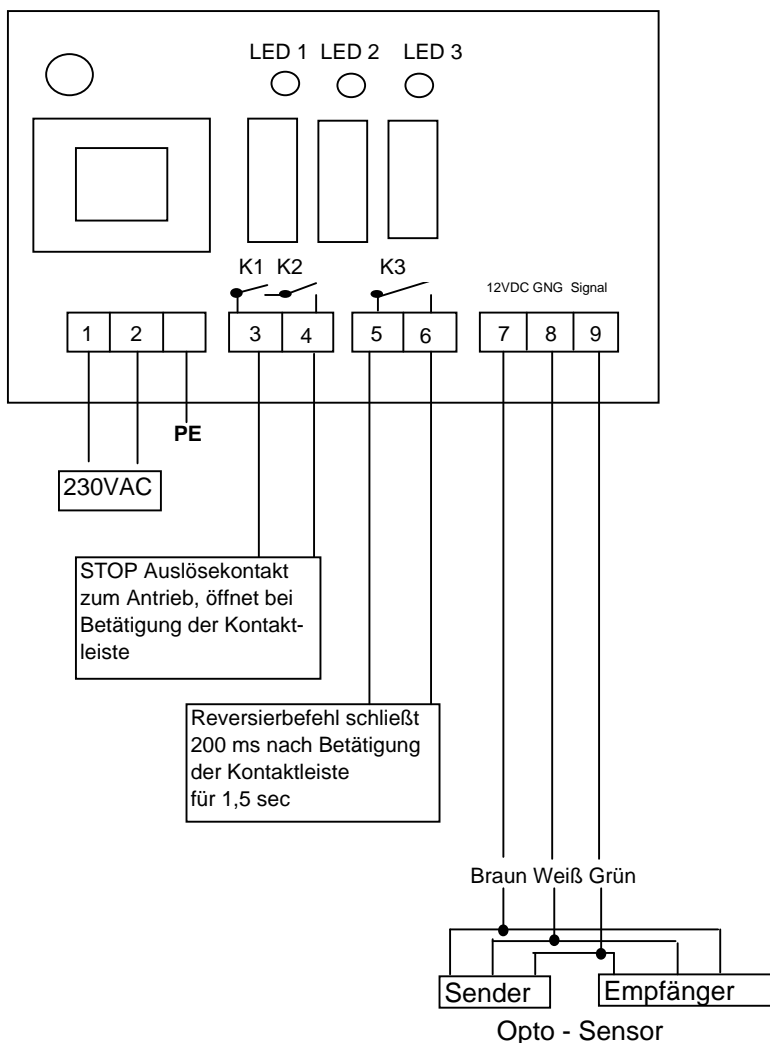 LED 1 LED 2 LED 3
K1 K2 K3
12VDC GNG Signal
1 2 3 4 5 6 7 8 9
PE
230VAC
STOP Auslösekontakt
zum Antrieb, öffnet bei
Betätigung der Kontakt-
leiste
Reversierbefehl schließt
200 ms nach Betätigung
der Kontaktleiste
für 1,5 sec
Braun Weiß Grün
Sender Empfänger
Opto - Sensor